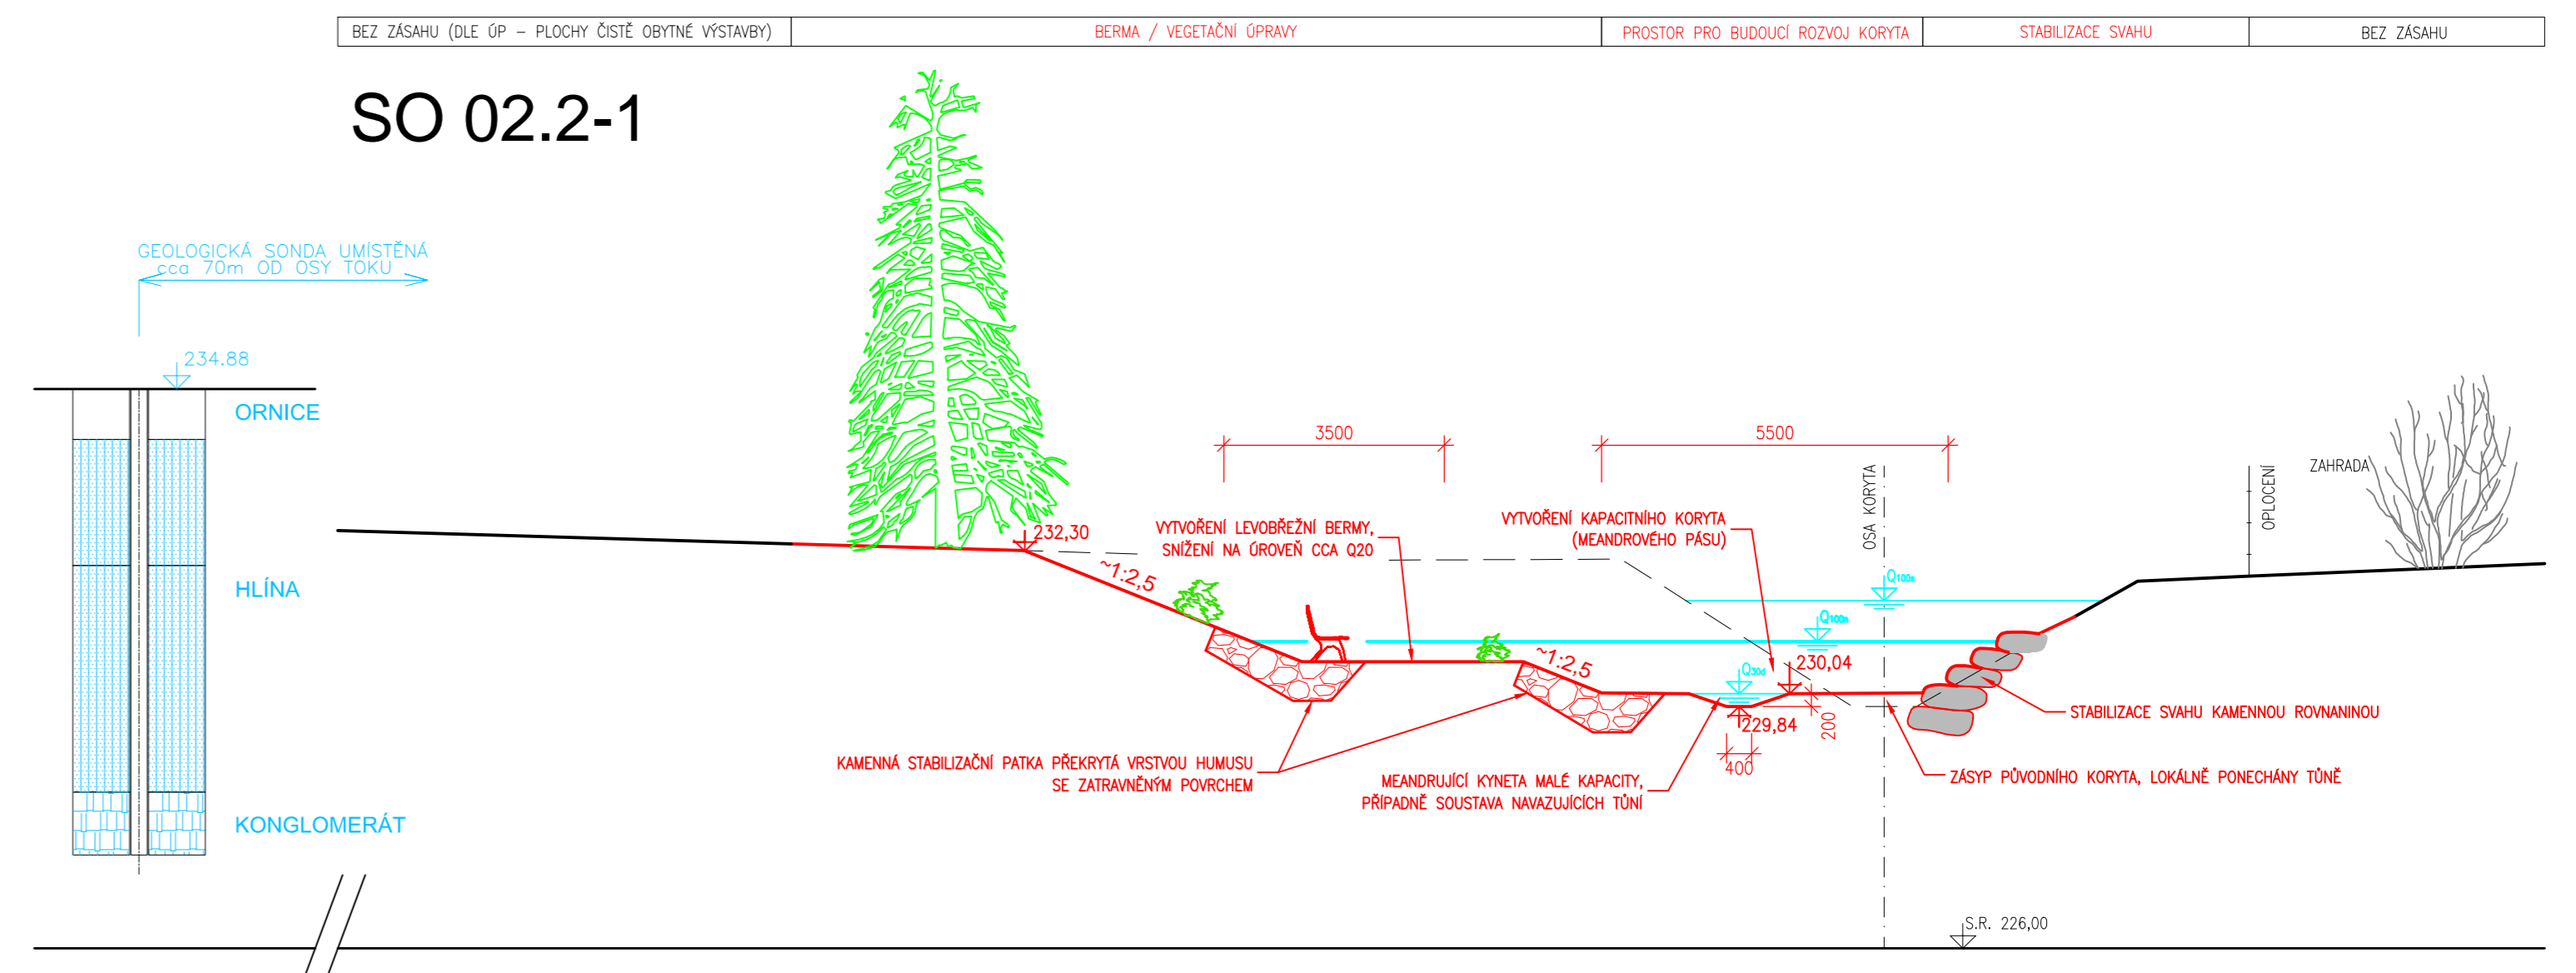 BEZ ZÁSAHU (DLE ÚP – PLOCHY ČISTĚ OBYTNÉ VÝSTAVBY)
BERMA / VEGETAČNÍ ÚPRAVY
PROSTOR PRO BUDOUCÍ ROZVOJ KORYTA
STABILIZACE SVAHU
BEZ ZÁSAHU
SO 02.2-1
GEOLOGICKÁ SONDA UMÍSTĚNÁ
cca 70m OD OSY TOKU
234.88
ORNICE
HLÍNA
KONGLOMERÁT
3500
5500
232,30
~1:2,5
VYTVOŘENÍ LEVOBŘEŽNÍ BERMY,
SNÍŽENÍ NA ÚROVEŇ CCA Q20
VYTVOŘENÍ KAPACITNÍHO KORYTA
(MEANDROVÉHO PÁSU)
OSA KORYTA
OPLOCENÍ
ZAHRADA
Q100s
Q100n
~1:2,5
Q30d
230,04
229,84
200
400
KAMENNÁ STABILIZAČNÍ PATKA PŘEKRYTÁ VRSTVOU HUMUSU
SE ZATRAVNĚNÝM POVRCHEM
MEANDRUJÍCÍ KYNETA MALÉ KAPACITY,
PŘÍPADNĚ SOUSTAVA NAVAZUJÍCÍCH TŮNÍ
STABILIZACE SVAHU KAMENNOU ROVNANINOU
ZÁSYP PŮVODNÍHO KORYTA, LOKÁLNĚ PONECHÁNY TŮNĚ
S.R. 226,00